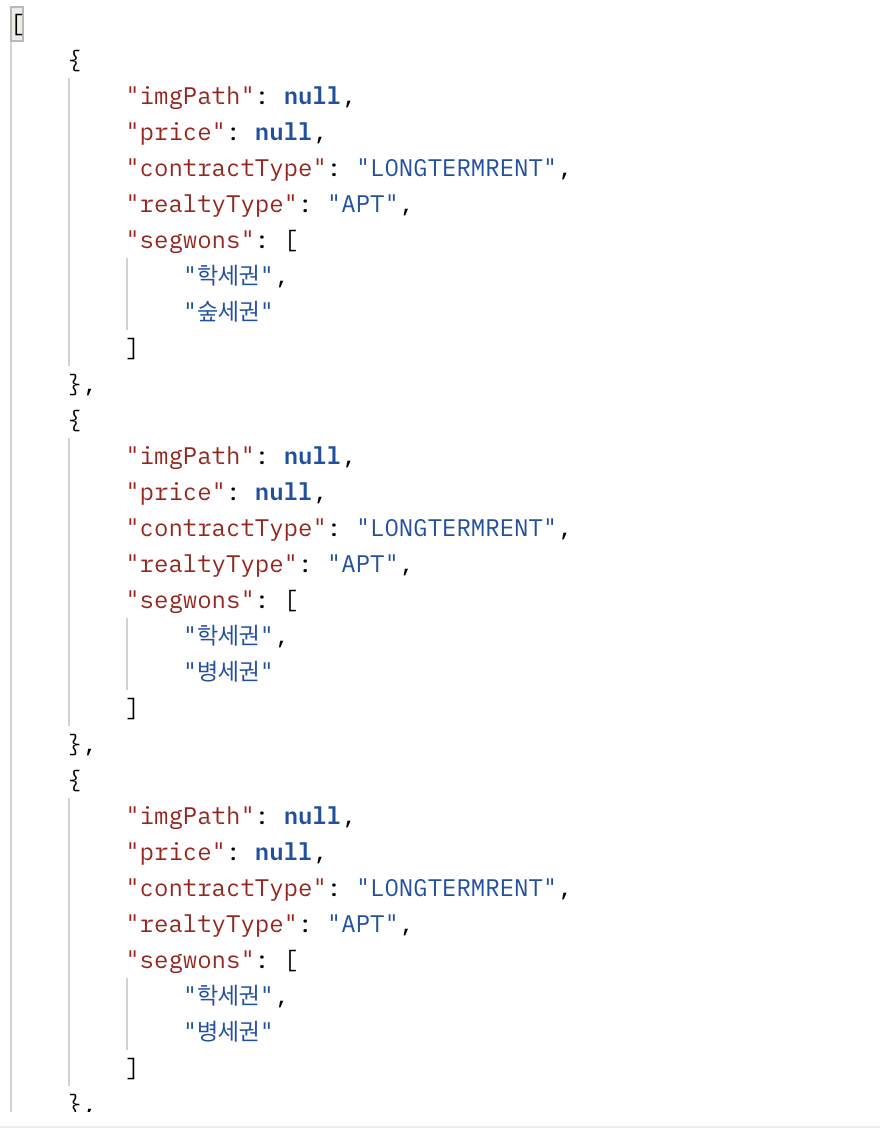 [
    {
        "imgPath": null,
        "price": null,
        "contractType": "LONGTERMRENT",
        "realtyType": "APT",
        "segwons": [
            "학세권",
            "숲세권"
        ]
    },
    {
        "imgPath": null,
        "price": null,
        "contractType": "LONGTERMRENT",
        "realtyType": "APT",
        "segwons": [
            "학세권",
            "병세권"
        ]
    },
    {
        "imgPath": null,
        "price": null,
        "contractType": "LONGTERMRENT",
        "realtyType": "APT",
        "segwons": [
            "학세권",
            "병세권"
        ]
    },